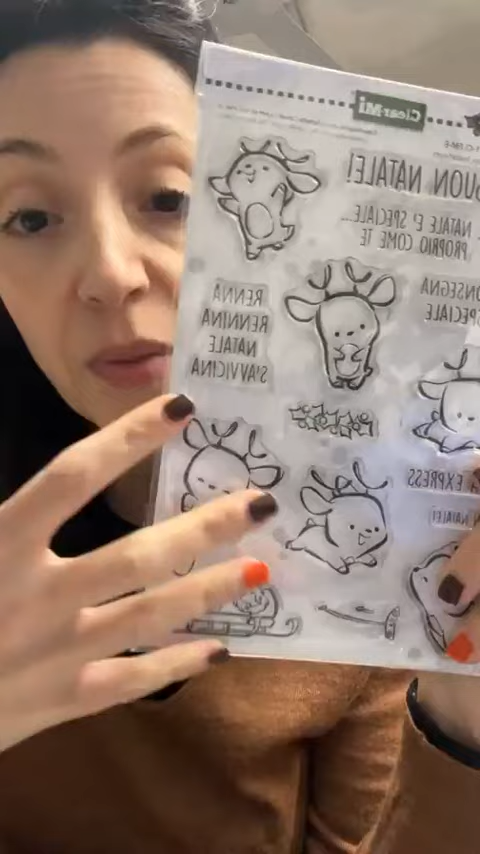 Clear-Mi
BUON NATALE!
NATALE E' SPECIALE...
PROPRIO COME TE
RENNA
RENNINA
NATALE
S'AVVICINA
CONSEGNA
SPECIALE
EXPRESS
NATALE!